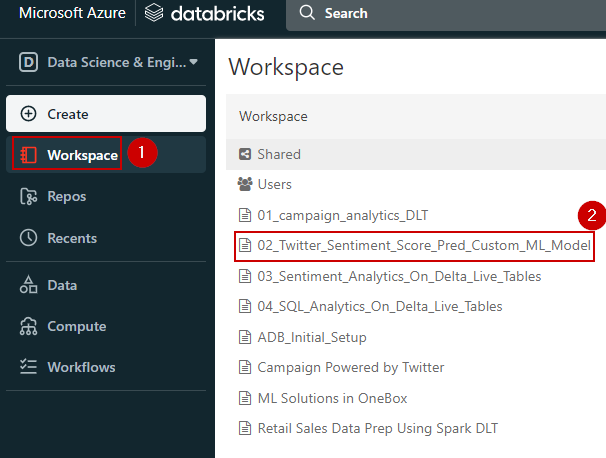 Microsoft Azure
databricks
Search
D
Data Science & Engi...
Create
Workspace
1
Repos
Recents
Data
Compute
Workflows
Workspace
Workspace
Shared
Users
01_campaign_analytics_DLT
2
02_Twitter_Sentiment_Score_Pred_Custom_ML_Model
03_Sentiment_Analytics_On_Delta_Live_Tables
04_SQL_Analytics_On_Delta_Live_Tables
ADB_Initial_Setup
Campaign Powered by Twitter
ML Solutions in OneBox
Retail Sales Data Prep Using Spark DLT